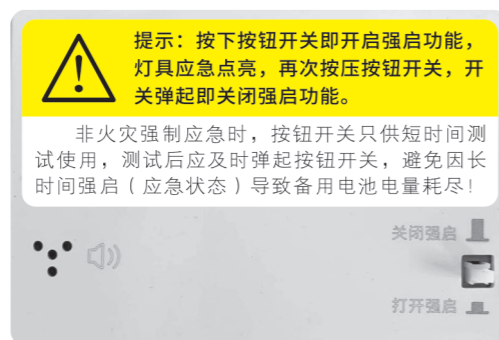 提示：按下按钮开关即开启强启功能，
灯具应急点亮，再次按压按钮开关，开
关弹起即关闭强启功能。
非火灾强制应急时，按钮开关只供短时间测
试使用，测试后应及时弹起按钮开关，避免因长
时间强启（应急状态）导致备用电池电量耗尽！
关闭强启
打开强启